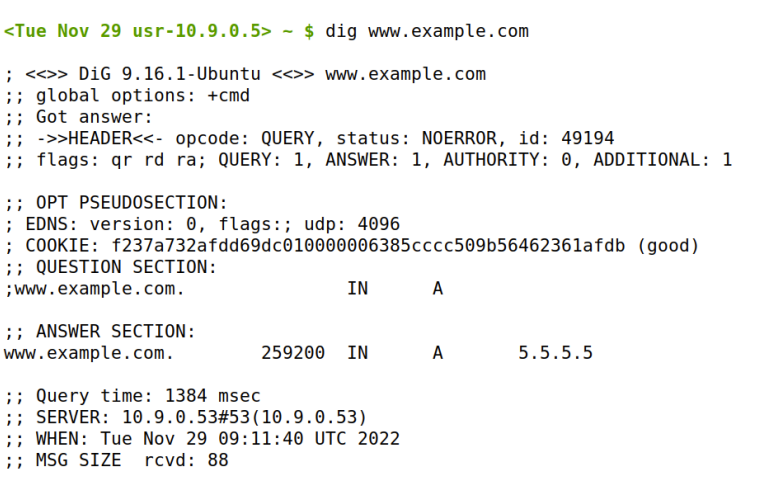 <Tue Nov 29 usr-10.9.0.5> ~ $ dig www.example.com
; <<>> DiG 9.16.1-Ubuntu <<>> www.example.com
;; global options: +cmd
;; Got answer:
;; ->>HEADER<<- opcode: QUERY, status: NOERROR, id: 49194
;; flags: qr rd ra; QUERY: 1, ANSWER: 1, AUTHORITY: 0, ADDITIONAL: 1
;; OPT PSEUDOSECTION:
; EDNS: version: 0, flags:; udp: 4096
; COOKIE: f237a732afdd69dc010000006385cccc509b56462361afdb (good)
;; QUESTION SECTION:
;www.example.com. IN A
;; ANSWER SECTION:
www.example.com. 259200 IN A 5.5.5.5
;; Query time: 1384 msec
;; SERVER: 10.9.0.53#53(10.9.0.53)
;; WHEN: Tue Nov 29 09:11:40 UTC 2022
;; MSG SIZE  rcvd: 88